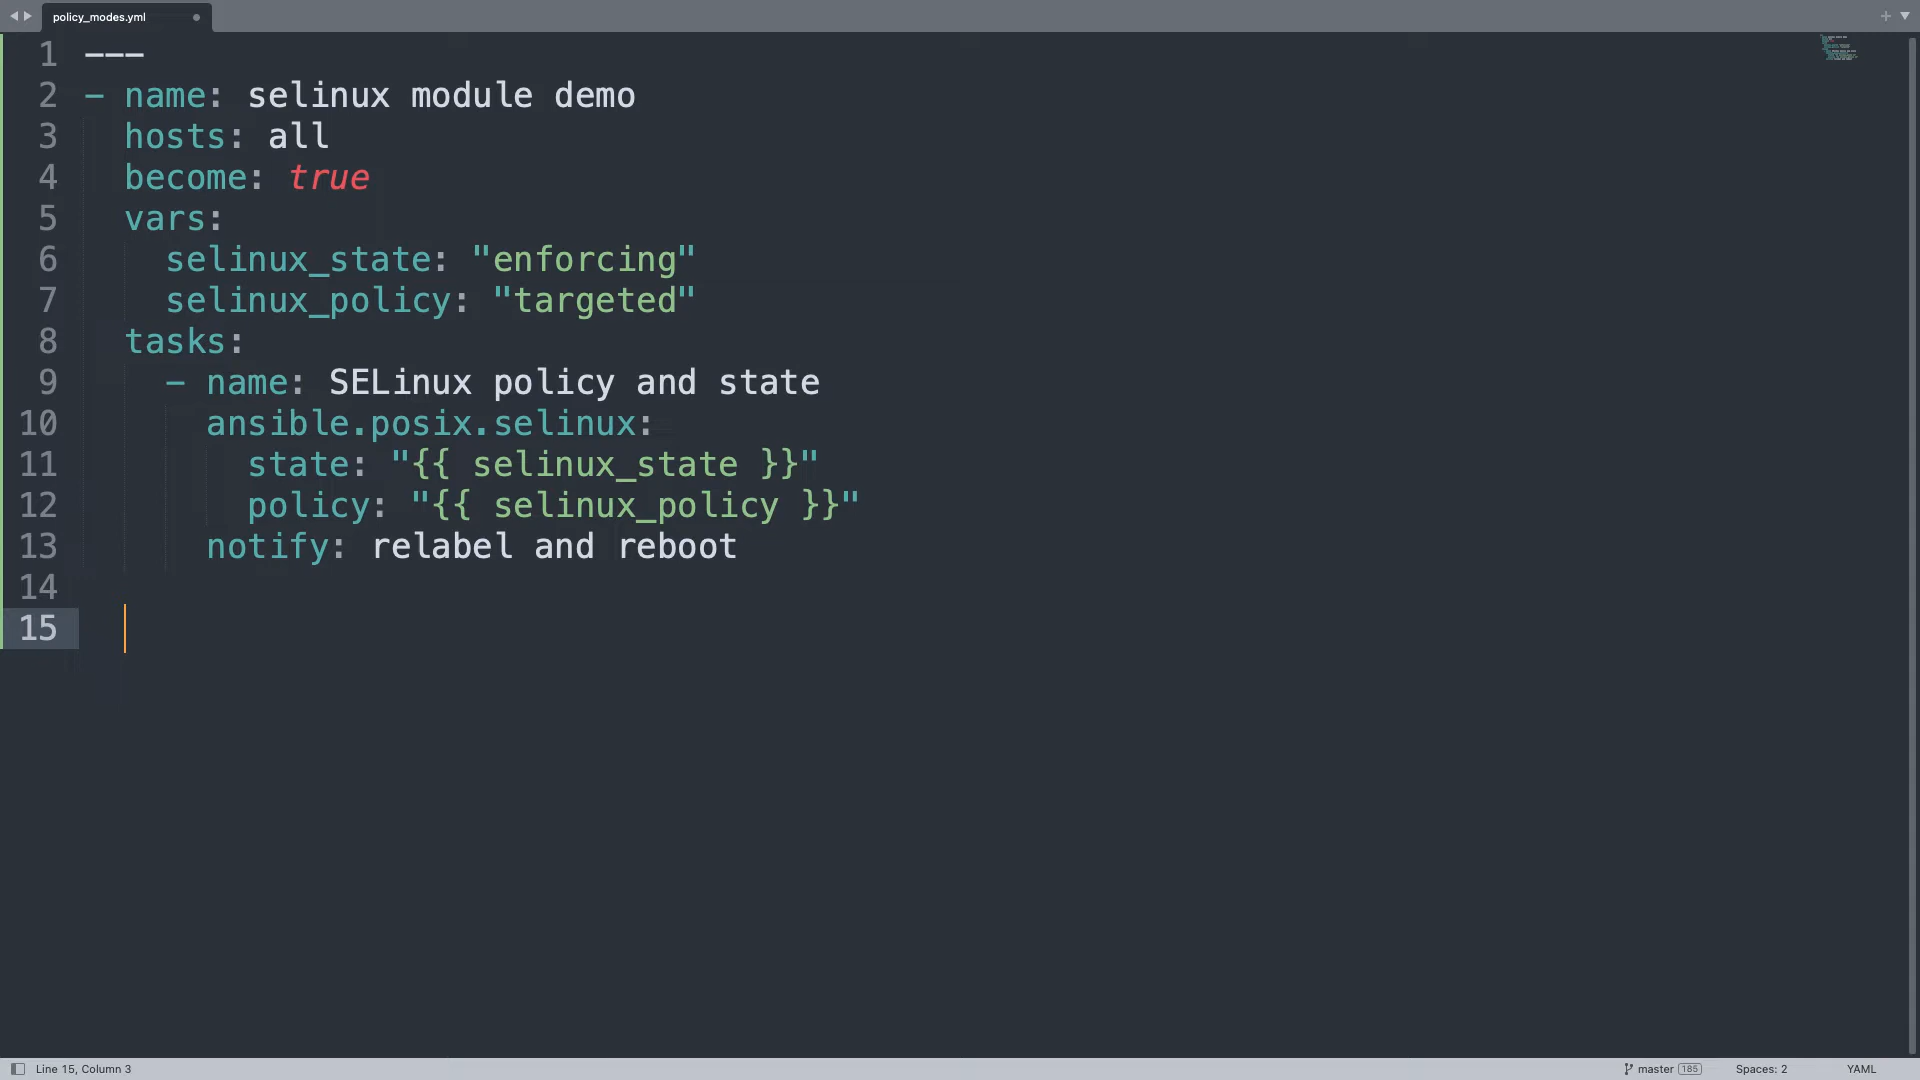 policy_modes.yml
1 ---
2 - name: selinux module demo
3   hosts: all
4   become: true
5   vars:
6     selinux_state: "enforcing"
7     selinux_policy: "targeted"
8   tasks:
9     - name: SELinux policy and state
10       ansible.posix.selinux:
11         state: "{{ selinux_state }}"
12         policy: "{{ selinux_policy }}"
13       notify: relabel and reboot
14
15
Line 15, Column 3 master 185 Spaces: 2 YAML